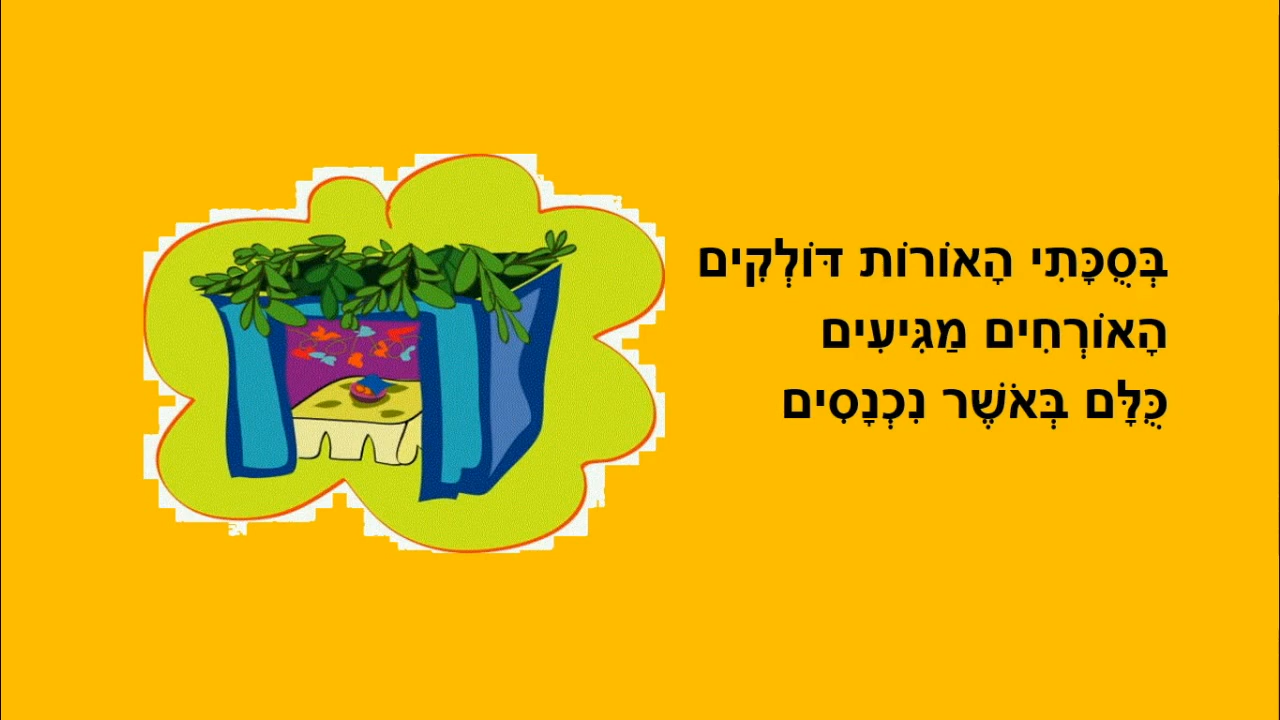 בְּסֻכָּתִי הָאוֹרוֹת דּוֹלְקִים
הָאוֹרְחִים מַגִּיעִים
כֻּלָּם בְּאֹשֶׁר נִכְנָסִים